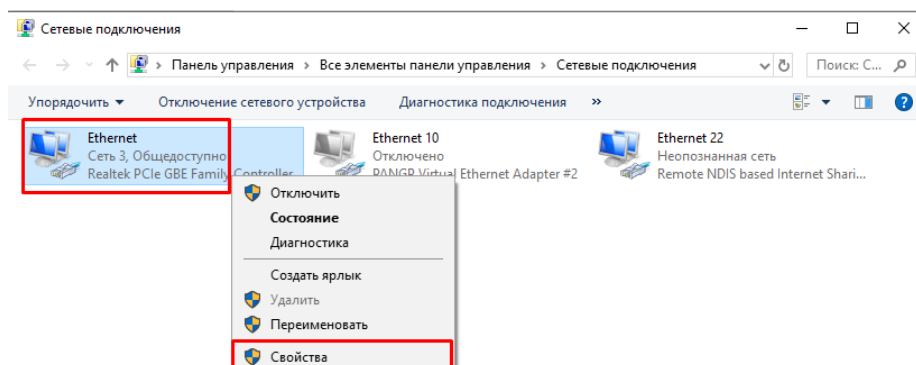 Сетевые подключения
Панель управления › Все элементы панели управления › Сетевые подключения
Поиск: С...
Упорядочить ▾ Отключение сетевого устройства Диагностика подключения »
Ethernet
Сеть 3, Общедоступно
Realtek PCIe GBE Family Controller
Ethernet 10
Отключено
PANGP Virtual Ethernet Adapter #2
Ethernet 22
Неопознанная сеть
Remote NDIS based Internet Shari...
Отключить
Состояние
Диагностика
Создать ярлык
Удалить
Переименовать
Свойства